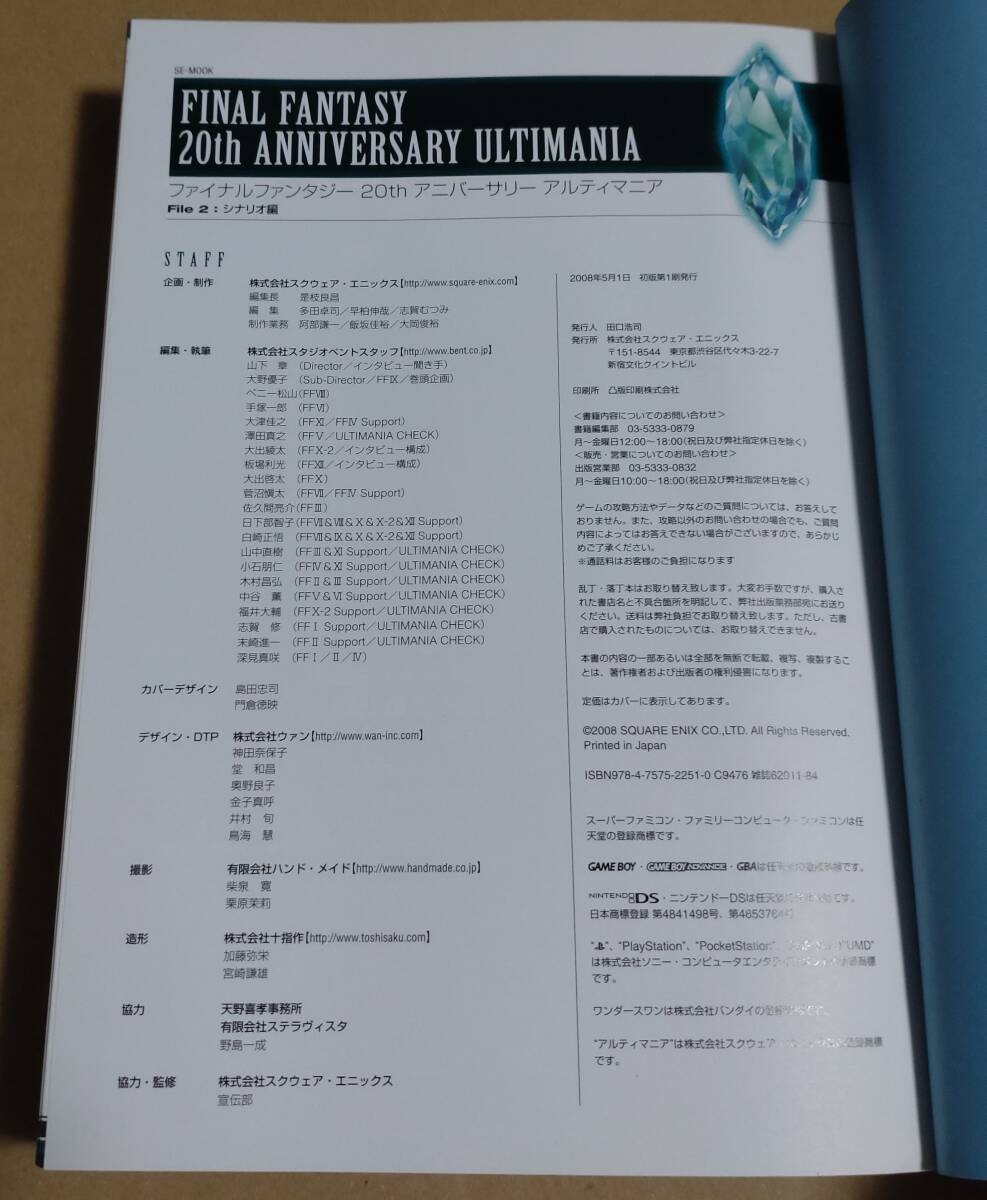 SE-MOOK
FINAL FANTASY
20th ANNIVERSARY ULTIMANIA
ファイナルファンタジー 20th アニバーサリー アルティマニア
File 2：シナリオ編
STAFF
企画・制作 株式会社スクウェア・エニックス【http://www.square-enix.com】
編集長 是枝良昌
編 集 多田卓司／早柏伸哉／志賀むつみ
制作業務 阿部謙一／飯坂佳裕／大岡俊裕
編集・執筆 株式会社スタジオベントスタッフ【http://www.bent.co.jp】
山下 章 （Director／インタビュー聞き手）
大野優子 （Sub-Director／FFⅨ／巻頭企画）
ベニー松山（FFⅧ）
手塚一郎 （FFⅥ）
大津佳之 （FFⅪ／FFⅣ Support）
澤田真之 （FFⅤ／ULTIMANIA CHECK）
大出綾太 （FFⅩ-2／インタビュー構成）
板場利光 （FFⅫ／インタビュー構成）
大出啓太 （FFⅩ）
菅沼愼太 （FFⅦ／FFⅣ Support）
佐久間亮介（FFⅢ）
日下部智子（FFⅦ＆Ⅷ＆Ⅹ＆Ⅹ-2＆Ⅻ Support）
白崎正悟 （FFⅦ＆Ⅸ＆Ⅹ＆Ⅹ-2＆Ⅻ Support）
山中直樹 （FFⅢ＆Ⅺ Support／ULTIMANIA CHECK）
小石朋仁 （FFⅣ＆Ⅺ Support／ULTIMANIA CHECK）
木村昌弘 （FFⅡ＆Ⅲ Support／ULTIMANIA CHECK）
中谷 薫 （FFⅤ＆Ⅵ Support／ULTIMANIA CHECK）
福井大輔 （FFⅩ-2 Support／ULTIMANIA CHECK）
志賀 修 （FFⅠ Support／ULTIMANIA CHECK）
末崎進一 （FFⅡ Support／ULTIMANIA CHECK）
深見真咲 （FFⅠ／Ⅱ／Ⅳ）
カバーデザイン 島田忠司
門倉徳映
デザイン・DTP 株式会社ウァン【http://www.wan-inc.com】
神田奈保子
堂 和昌
奥野良子
金子真呼
井村 旬
鳥海 慧
撮影 有限会社ハンド・メイド【http://www.handmade.co.jp】
柴泉 寛
栗原茉莉
造形 株式会社十指作【http://www.toshisaku.com】
加藤弥栄
宮崎謙雄
協力 天野喜孝事務所
有限会社ステラヴィスタ
野島一成
協力・監修 株式会社スクウェア・エニックス
宣伝部
2008年5月1日 初版第1刷発行
発行人 田口浩司
発行所 株式会社スクウェア・エニックス
〒151-8544 東京都渋谷区代々木3-22-7
新宿文化クイントビル
印刷所 凸版印刷株式会社
＜書籍内容についてのお問い合わせ＞
書籍編集部 03-5333-0879
月～金曜日12:00～18:00（祝日及び弊社指定休日を除く）
＜販売・営業についてのお問い合わせ＞
出版営業部 03-5333-0832
月～金曜日10:00～18:00（祝日及び弊社指定休日を除く）
ゲームの攻略方法やデータなどのご質問については、お答えして
おりません。また、攻略以外のお問い合わせの場合でも、ご質問
内容によってはお答えできない場合がございますので、あらかじ
めご了承ください。
※通話料はお客様のご負担になります
乱丁・落丁本はお取り替え致します。大変お手数ですが、購入さ
れた書店名と不具合箇所を明記して、弊社出版業務部宛にお送り
ください。送料は弊社負担でお取り替え致します。ただし、古書
店で購入されたものについては、お取り替えできません。
本書の内容の一部あるいは全部を無断で転載、複写、複製するこ
とは、著作権者および出版者の権利侵害になります。
定価はカバーに表示してあります。
©2008 SQUARE ENIX CO.,LTD. All Rights Reserved.
Printed in Japan
ISBN978-4-7575-2251-0 C9476 雑誌62011-84
スーパーファミコン・ファミリーコンピュータ・ファミコンは任
天堂の登録商標です。
GAME BOY・GAME BOY ADVANCE・GBAは任天堂の登録商標です。
NINTENDO DS・ニンテンドーDSは任天堂の登録商標です。
日本商標登録 第4841498号、第4853764号
"PlayStation"、"PocketStation"、"UMD"
は株式会社ソニー・コンピュータエンタテインメントの登録商標
です。
ワンダースワンは株式会社バンダイの登録商標です。
"アルティマニア"は株式会社スクウェア・エニックスの登録商標
です。